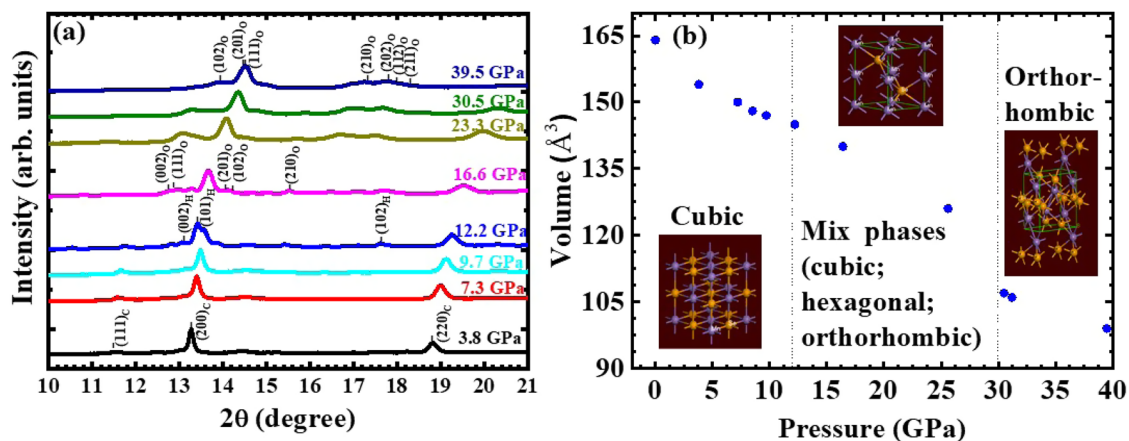 (a)
(102)O
(201)O
(111)O
(210)O
(202)O
(112)O
(211)O
39.5 GPa
30.5 GPa
23.3 GPa
(002)O
(111)O
(201)O
(102)O
(210)O
16.6 GPa
(002)H
(101)H
(102)H
12.2 GPa
9.7 GPa
7.3 GPa
(111)C
(200)C
(220)C
3.8 GPa
Intensity (arb. units)
10 11 12 13 14 15 16 17 18 19 20 21
2θ (degree)
(b)
165
150
135
120
105
90
Volume (Å3)
Orthor-
hombic
Cubic
Mix phases
(cubic;
hexagonal;
orthorhombic)
0 5 10 15 20 25 30 35 40
Pressure (GPa)